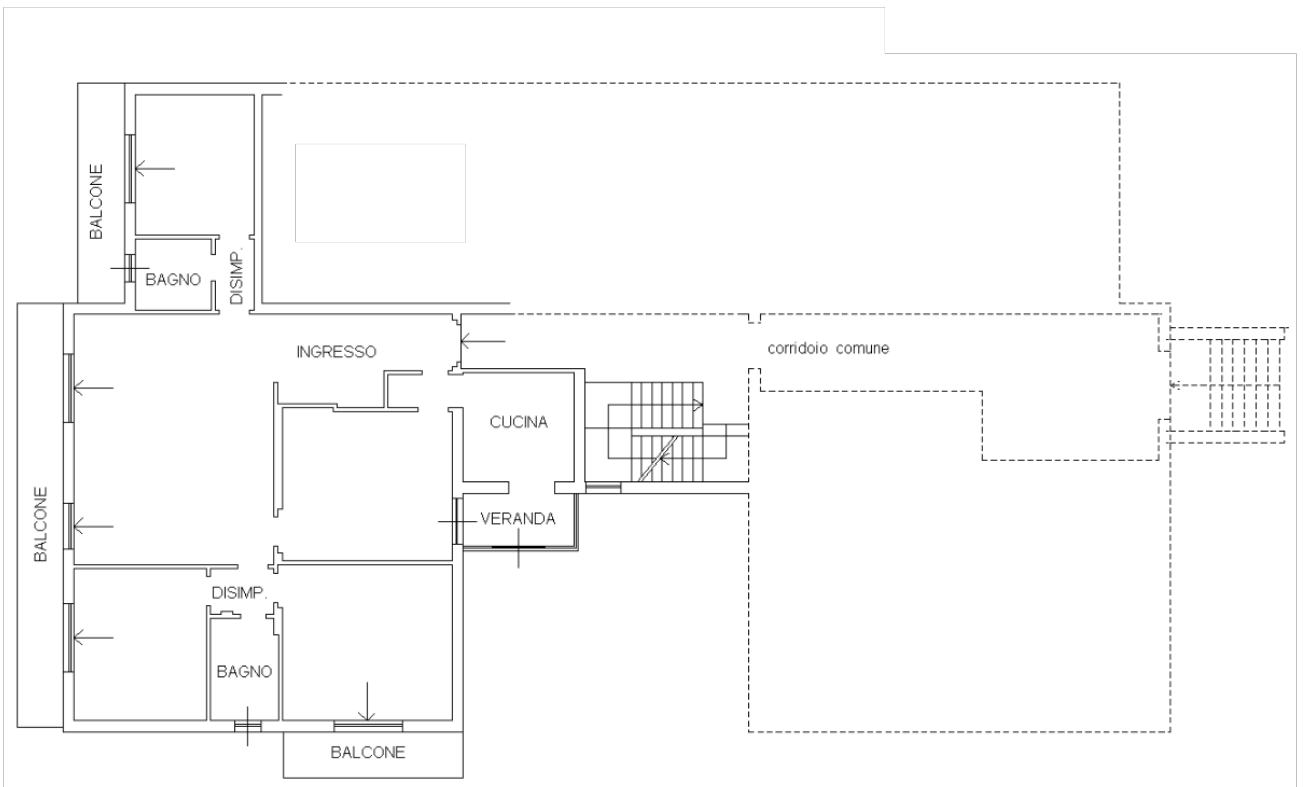 BALCONE
BAGNO
DISIMP.
INGRESSO
corridoio comune
CUCINA
BALCONE
VERANDA
DISIMP.
BAGNO
BALCONE